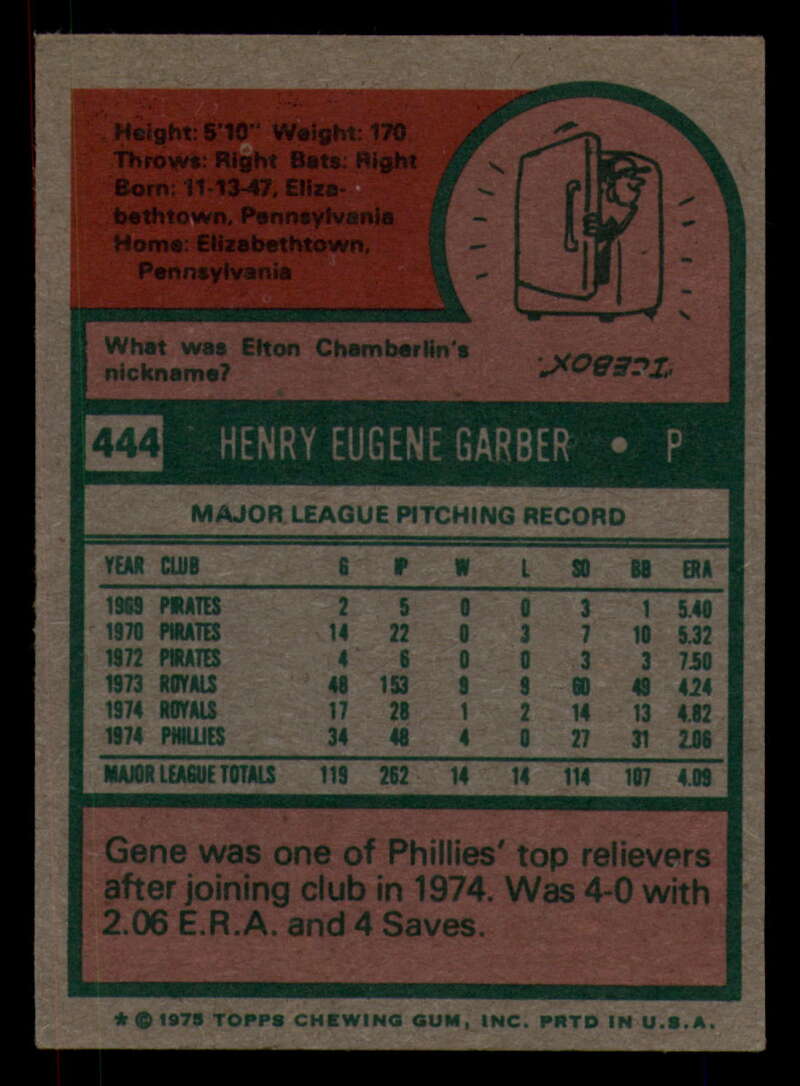 Height: 5'10" Weight: 170
Throws: Right Bats: Right
Born: 11-13-47, Eliza-
bethtown, Pennsylvania
Home: Elizabethtown,
Pennsylvania
What was Elton Chamberlin's
nickname?
"ICEBOX."
444 HENRY EUGENE GARBER • P
MAJOR LEAGUE PITCHING RECORD
YEAR CLUB G IP W L SO BB ERA
1969 PIRATES 2 5 0 0 3 1 5.40
1970 PIRATES 14 22 0 3 7 10 5.32
1972 PIRATES 4 6 0 0 3 3 7.50
1973 ROYALS 48 153 9 9 60 49 4.24
1974 ROYALS 17 28 1 2 14 13 4.82
1974 PHILLIES 34 48 4 0 27 31 2.06
MAJOR LEAGUE TOTALS 119 262 14 14 114 107 4.09
Gene was one of Phillies' top relievers
after joining club in 1974. Was 4-0 with
2.06 E.R.A. and 4 Saves.
* © 1975 TOPPS CHEWING GUM, INC. PRTD IN U.S.A.